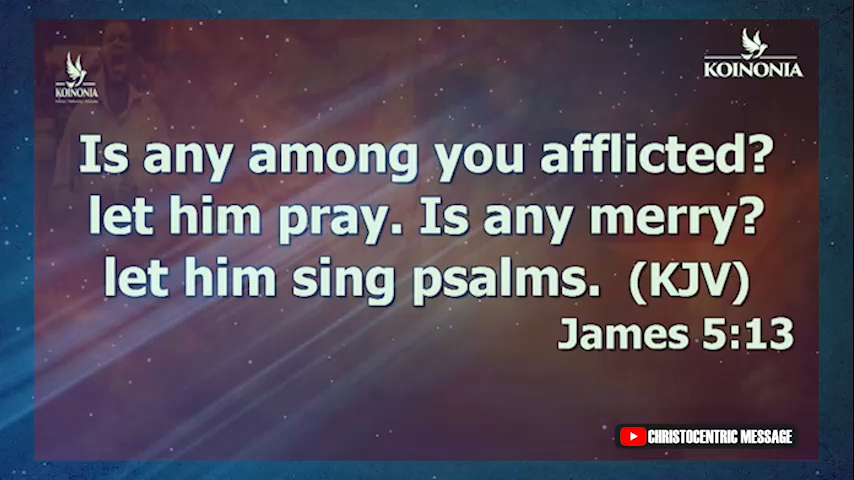 KOINONIA
KOINONIA
Is any among you afflicted?
let him pray. Is any merry?
let him sing psalms. (KJV)
James 5:13
CHRISTOCENTRIC MESSAGE